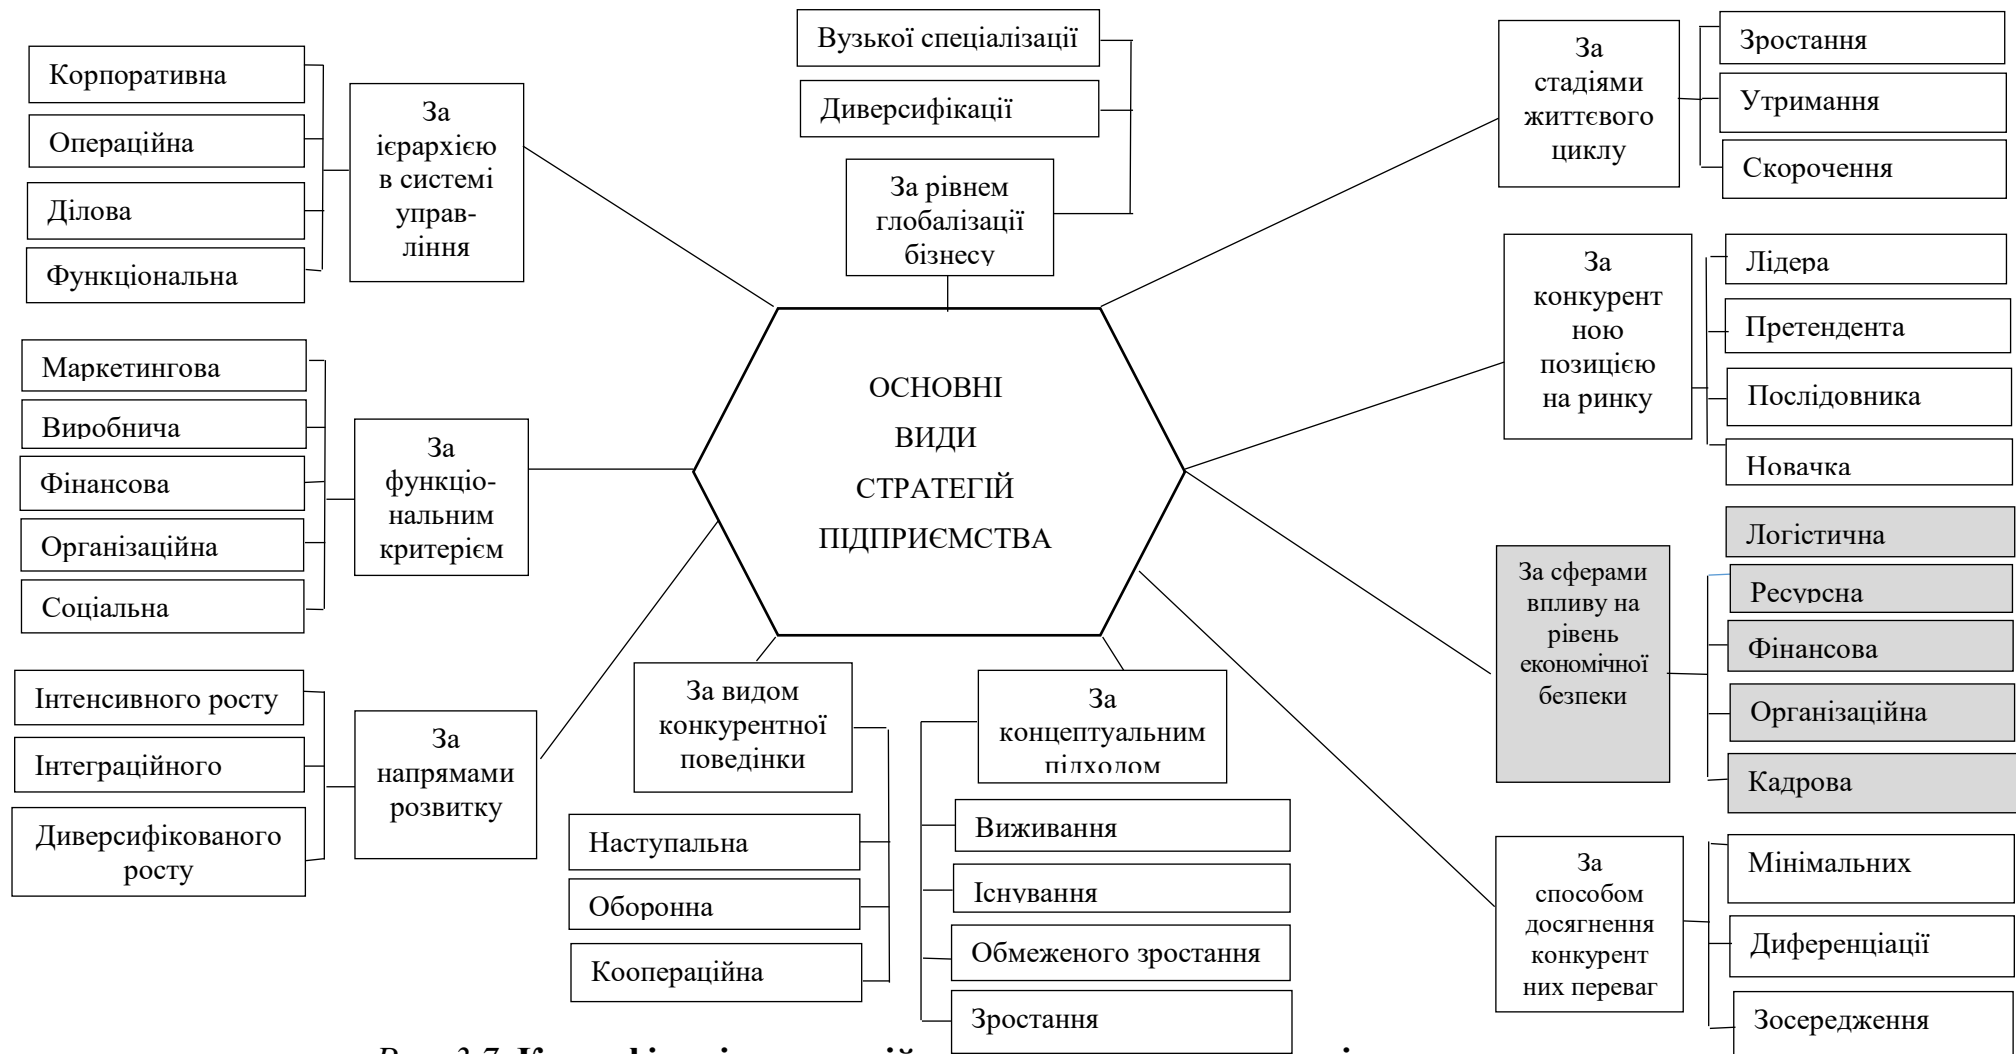 Корпоративна
Операційна
Ділова
Функціональна
За
ієрархією
в системі
управ-
ління
Вузької спеціалізації
Диверсифікації
За рівнем
глобалізації
бізнесу
За
стадіями
життєвого
циклу
Зростання
Утримання
Скорочення
За
конкурент
ною
позицією
на ринку
Лідера
Претендента
Послідовника
Новачка
Маркетингова
Виробнича
Фінансова
Організаційна
Соціальна
За
функціо-
нальним
критерієм
ОСНОВНІ
ВИДИ
СТРАТЕГІЙ
ПІДПРИЄМСТВА
За сферами
впливу на
рівень
економічної
безпеки
Логістична
Ресурсна
Фінансова
Організаційна
Кадрова
Інтенсивного росту
Інтеграційного
Диверсифікованого
росту
За
напрямами
розвитку
За видом
конкурентної
поведінки
Наступальна
Оборонна
Коопераційна
За
концептуальним
підходом
Виживання
Існування
Обмеженого зростання
Зростання
За
способом
досягнення
конкурент
них переваг
Мінімальних
Диференціації
Зосередження